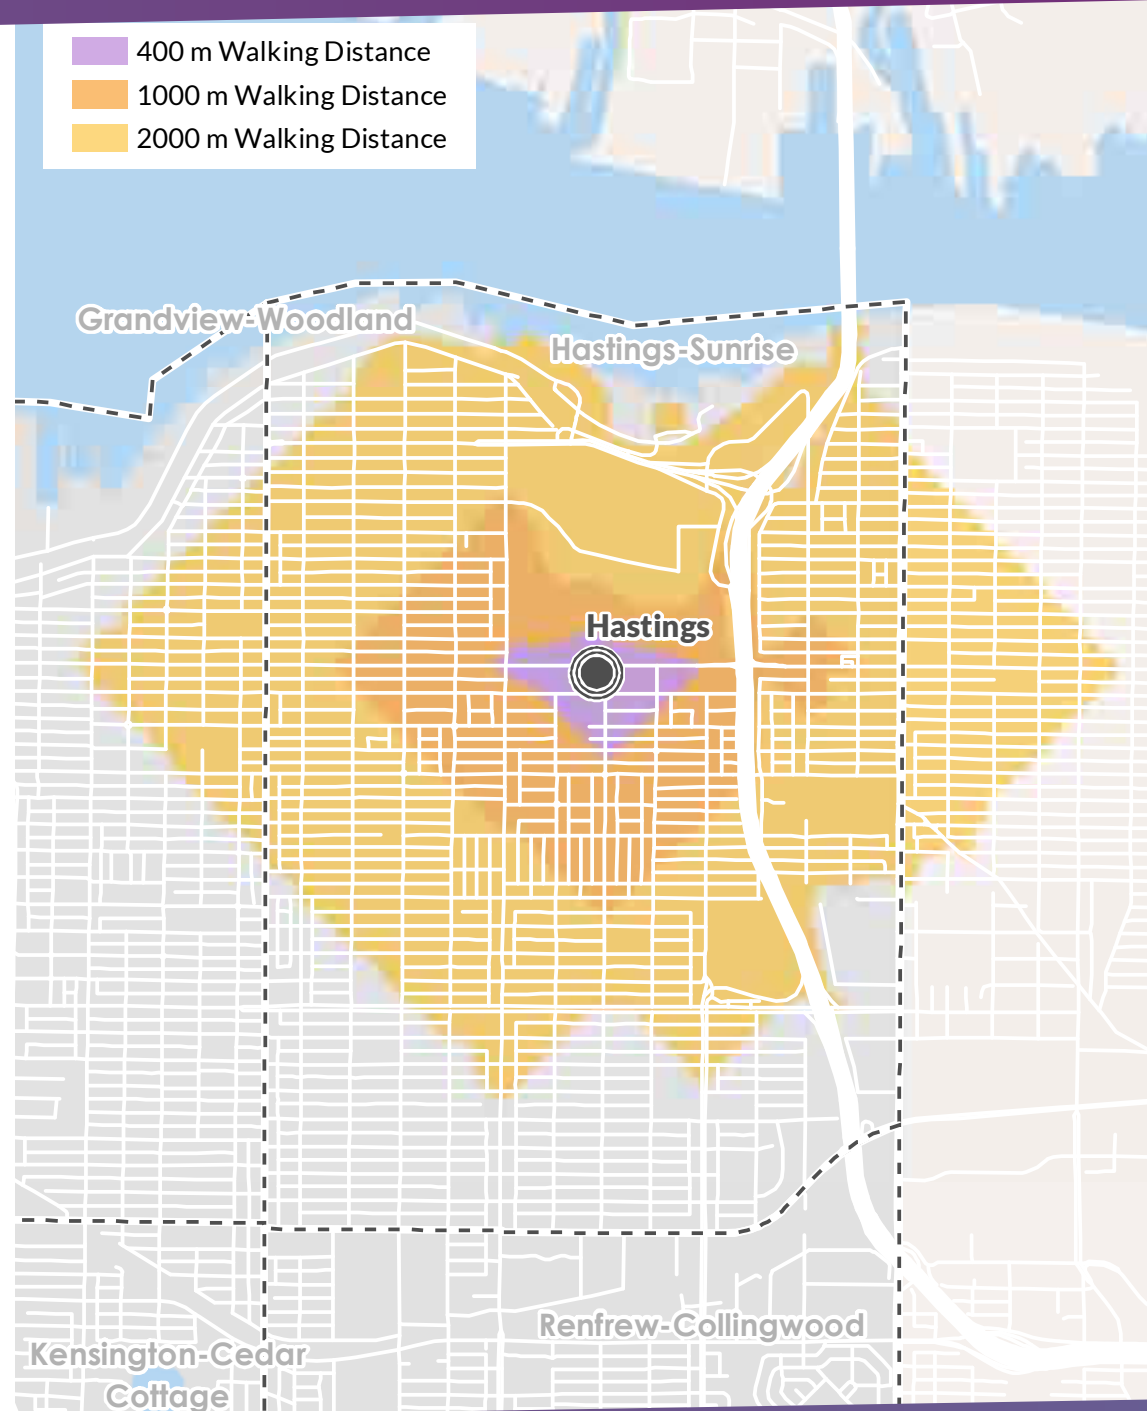 400 m Walking Distance
1000 m Walking Distance
2000 m Walking Distance
Grandview-Woodland
Hastings-Sunrise
Hastings
Renfrew-Collingwood
Kensington-Cedar
Cottage